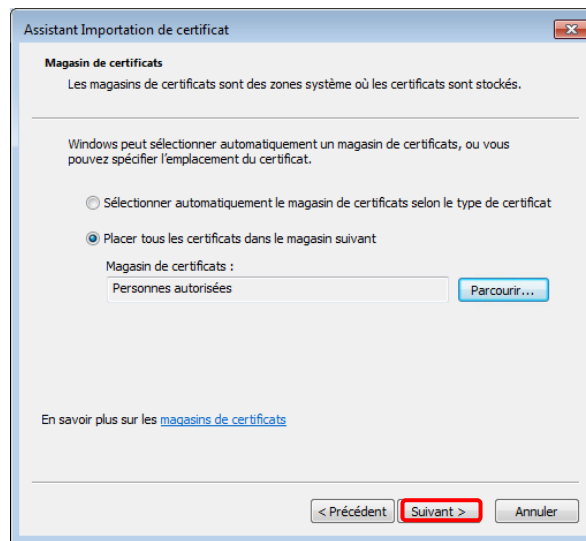 Assistant Importation de certificat
Magasin de certificats
Les magasins de certificats sont des zones système où les certificats sont stockés.
Windows peut sélectionner automatiquement un magasin de certificats, ou vous
pouvez spécifier l'emplacement du certificat.
Sélectionner automatiquement le magasin de certificats selon le type de certificat
Placer tous les certificats dans le magasin suivant
Magasin de certificats :
Personnes autorisées
Parcourir...
En savoir plus sur les magasins de certificats
< Précédent
Suivant >
Annuler